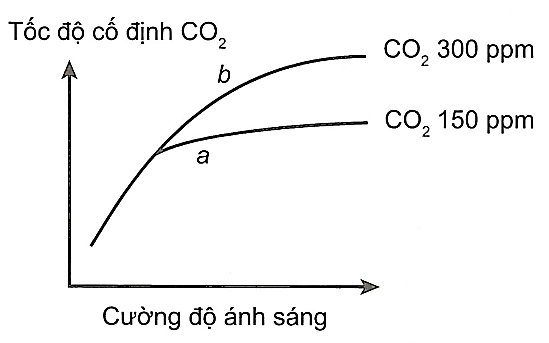 Tốc độ cố định CO₂
b
CO₂ 300 ppm
CO₂ 150 ppm
a
Cường độ ánh sáng